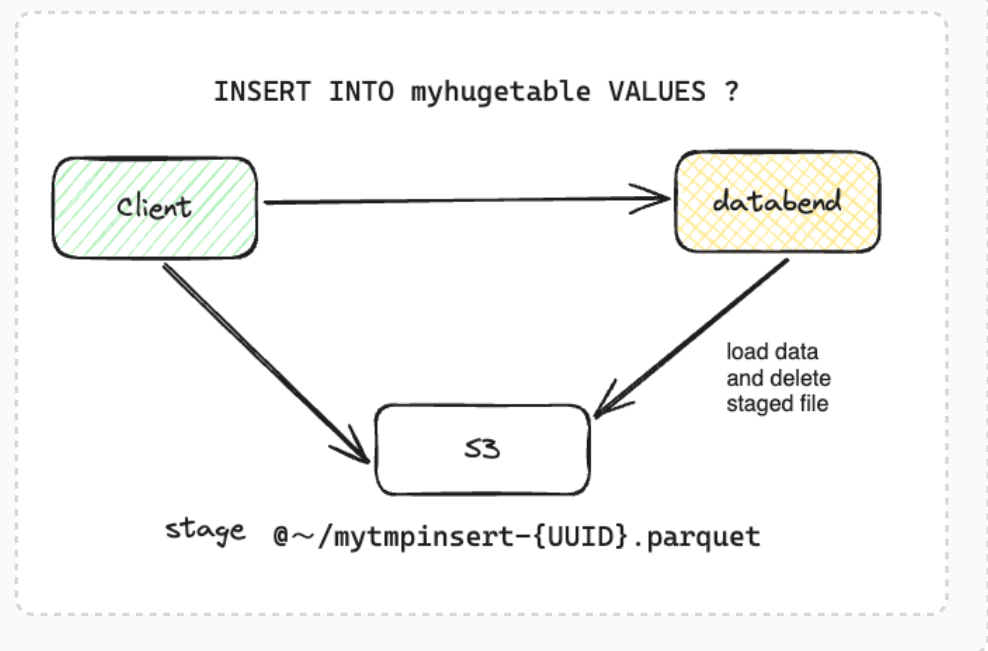 INSERT INTO myhugetable VALUES ?
Client
databend
load data
and delete
staged file
S3
stage @~/mytmpinsert-{UUID}.parquet